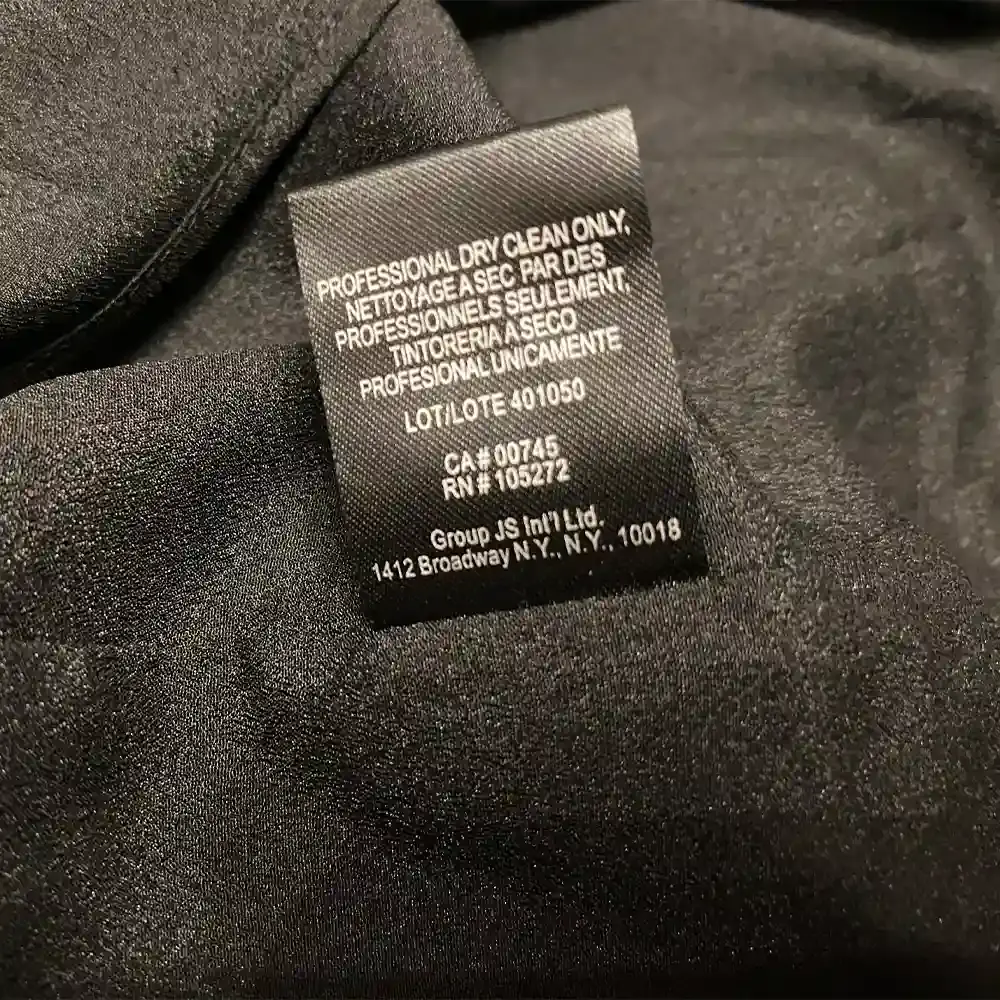 PROFESSIONAL DRY CLEAN ONLY,
NETTOYAGE A SEC PAR DES
PROFESSIONNELS SEULEMENT,
TINTORERIA A SECO
PROFESIONAL UNICAMENTE
LOT/LOTE 401050
CA # 00745
RN # 105272
Group JS Int'l Ltd.
1412 Broadway N.Y., N.Y., 10018